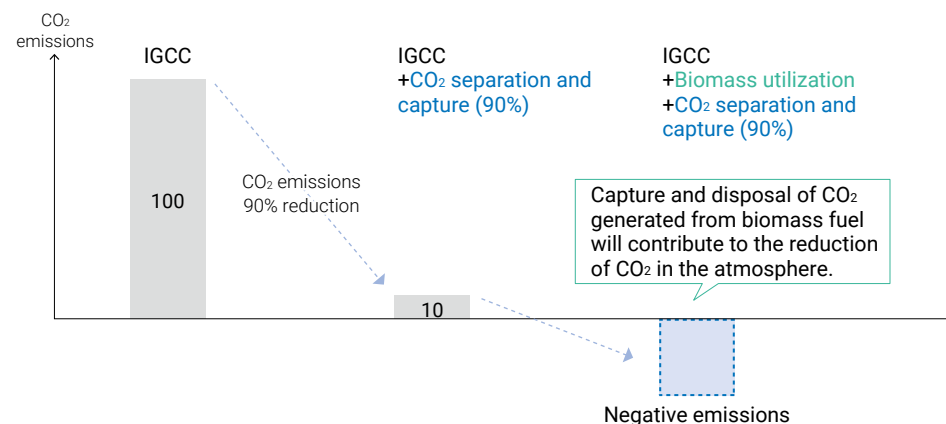 CO₂
emissions
IGCC
100
CO₂ emissions
90% reduction
IGCC
+CO₂ separation and
capture (90%)
10
IGCC
+Biomass utilization
+CO₂ separation and
capture (90%)
Capture and disposal of CO₂
generated from biomass fuel
will contribute to the reduction
of CO₂ in the atmosphere.
Negative emissions